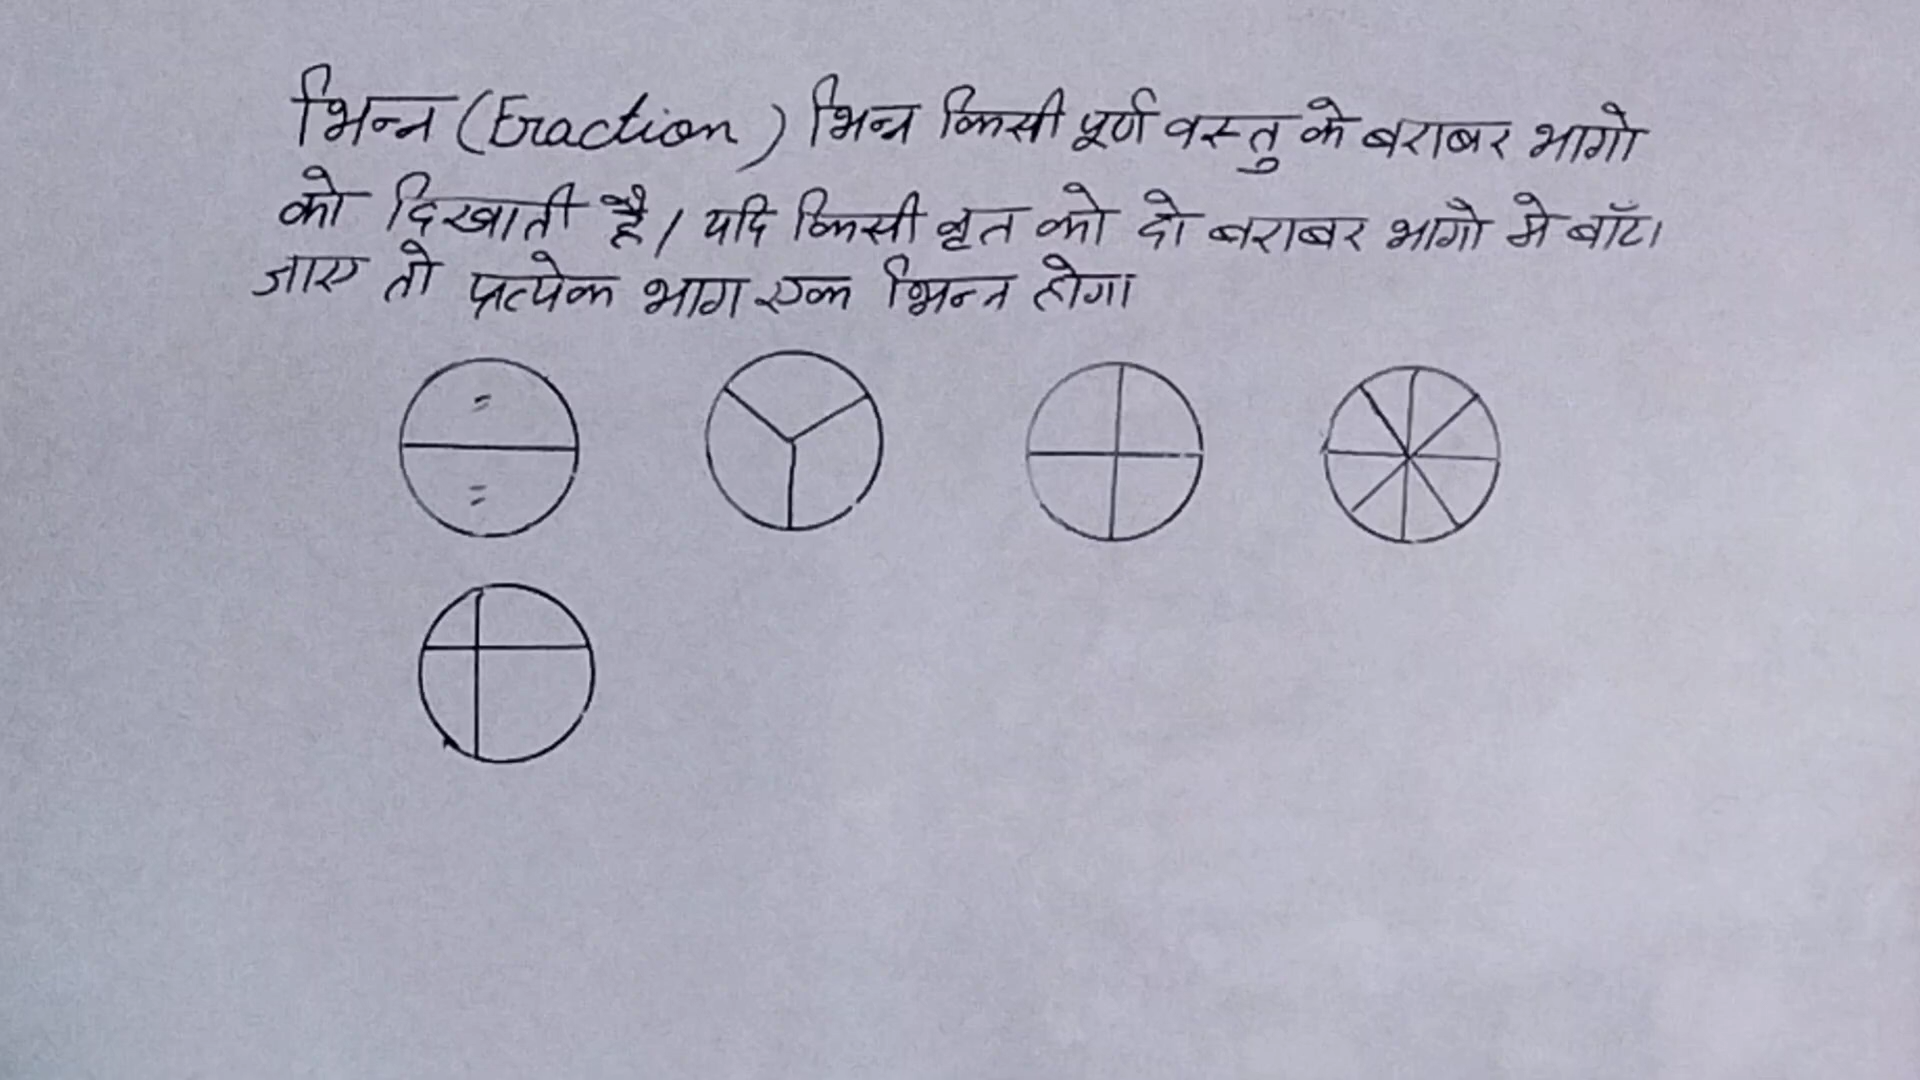 भिन्न (Fraction) भिन्न किसी पूर्ण वस्तु के बराबर भागो
को दिखाती है। यदि किसी वृत को दो बराबर भागों मे बाँटा
जाए तो प्रत्येक भाग एक भिन्न होगा